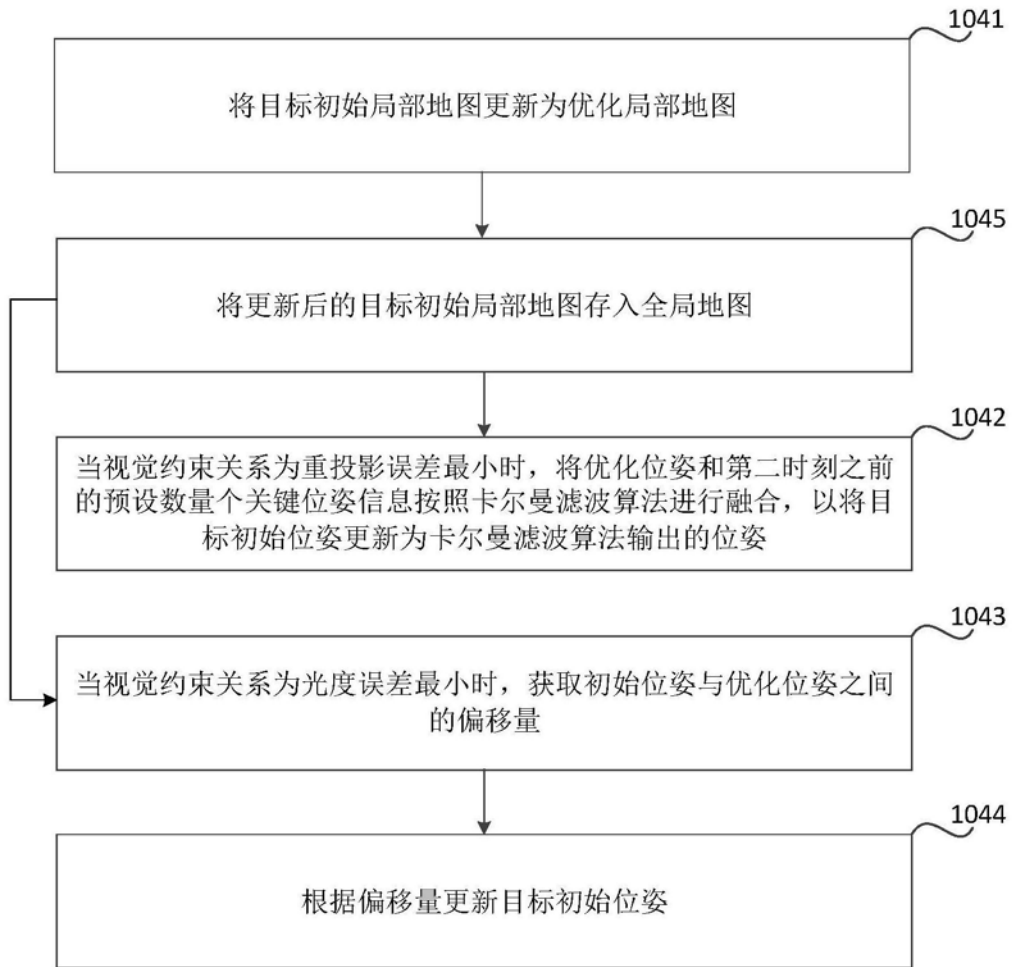 1041
将目标初始局部地图更新为优化局部地图
1045
将更新后的目标初始局部地图存入全局地图
1042
当视觉约束关系为重投影误差最小时，将优化位姿和第二时刻之前
的预设数量个关键位姿信息按照卡尔曼滤波算法进行融合，以将目
标初始位姿更新为卡尔曼滤波算法输出的位姿
1043
当视觉约束关系为光度误差最小时，获取初始位姿与优化位姿之间
的偏移量
1044
根据偏移量更新目标初始位姿